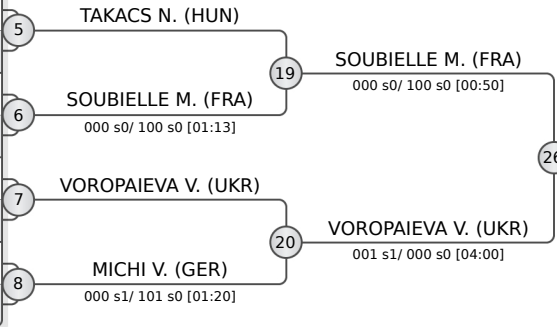 TAKACS N. (HUN)
5
19
SOUBIELLE M. (FRA)
000 s0/ 100 s0 [00:50]
SOUBIELLE M. (FRA)
6
000 s0/ 100 s0 [01:13]
26
VOROPAIEVA V. (UKR)
7
20
VOROPAIEVA V. (UKR)
001 s1/ 000 s0 [04:00]
MICHI V. (GER)
8
000 s1/ 101 s0 [01:20]